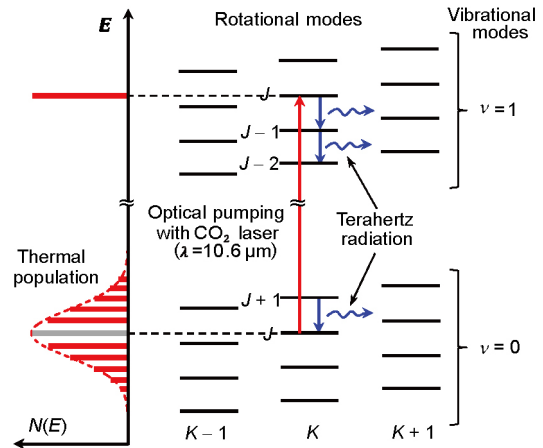 E
Rotational modes
Vibrational
modes
J
J – 1
J – 2
ν = 1
Optical pumping
with CO₂ laser
(λ=10.6 µm)
Terahertz
radiation
Thermal
population
J + 1
J
ν = 0
N(E)
K – 1
K
K + 1